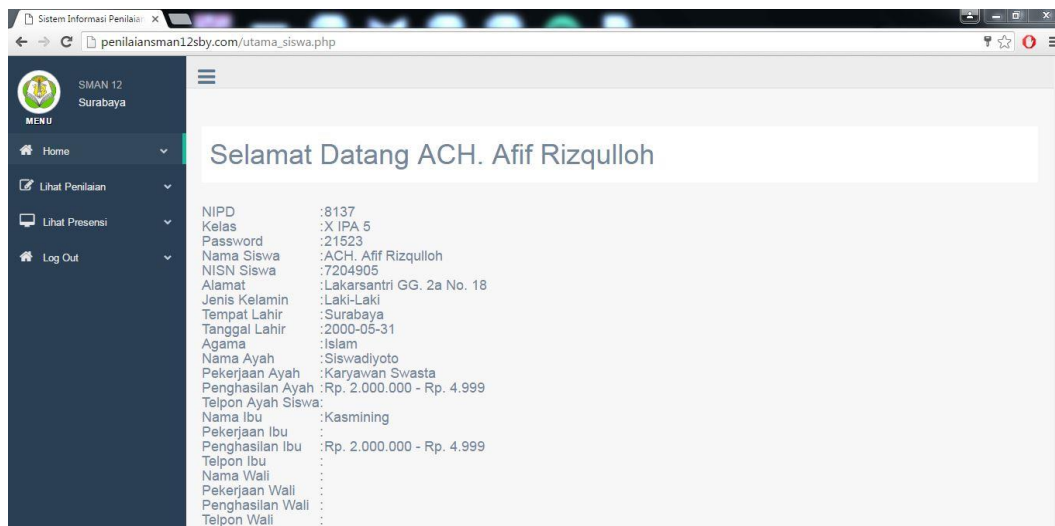 Sistem Informasi Penilaian
penilaiansman12sby.com/utama_siswa.php
SMAN 12
Surabaya
MENU
Home
Lihat Penilaian
Lihat Presensi
Log Out
Selamat Datang ACH. Afif Rizqulloh
NIPD :8137
Kelas :X IPA 5
Password :21523
Nama Siswa :ACH. Afif Rizqulloh
NISN Siswa :7204905
Alamat :Lakarsantri GG. 2a No. 18
Jenis Kelamin :Laki-Laki
Tempat Lahir :Surabaya
Tanggal Lahir :2000-05-31
Agama :Islam
Nama Ayah :Siswadiyoto
Pekerjaan Ayah :Karyawan Swasta
Penghasilan Ayah :Rp. 2.000.000 - Rp. 4.999
Telpon Ayah Siswa:
Nama Ibu :Kasmining
Pekerjaan Ibu :
Penghasilan Ibu :Rp. 2.000.000 - Rp. 4.999
Telpon Ibu :
Nama Wali :
Pekerjaan Wali :
Penghasilan Wali :
Telpon Wali :